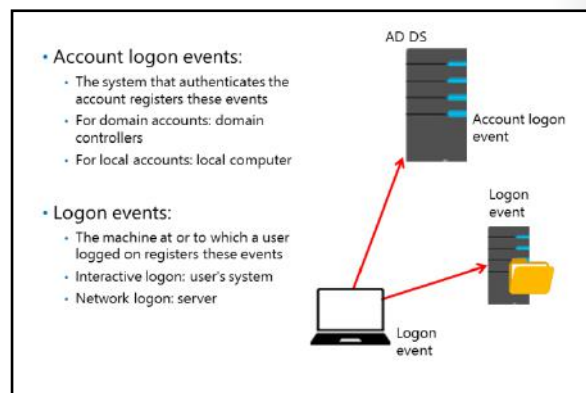 • Account logon events:
• The system that authenticates the
account registers these events
• For domain accounts: domain
controllers
• For local accounts: local computer
• Logon events:
• The machine at or to which a user
logged on registers these events
• Interactive logon: user's system
• Network logon: server
AD DS
Account logon
event
Logon
event
Logon
event